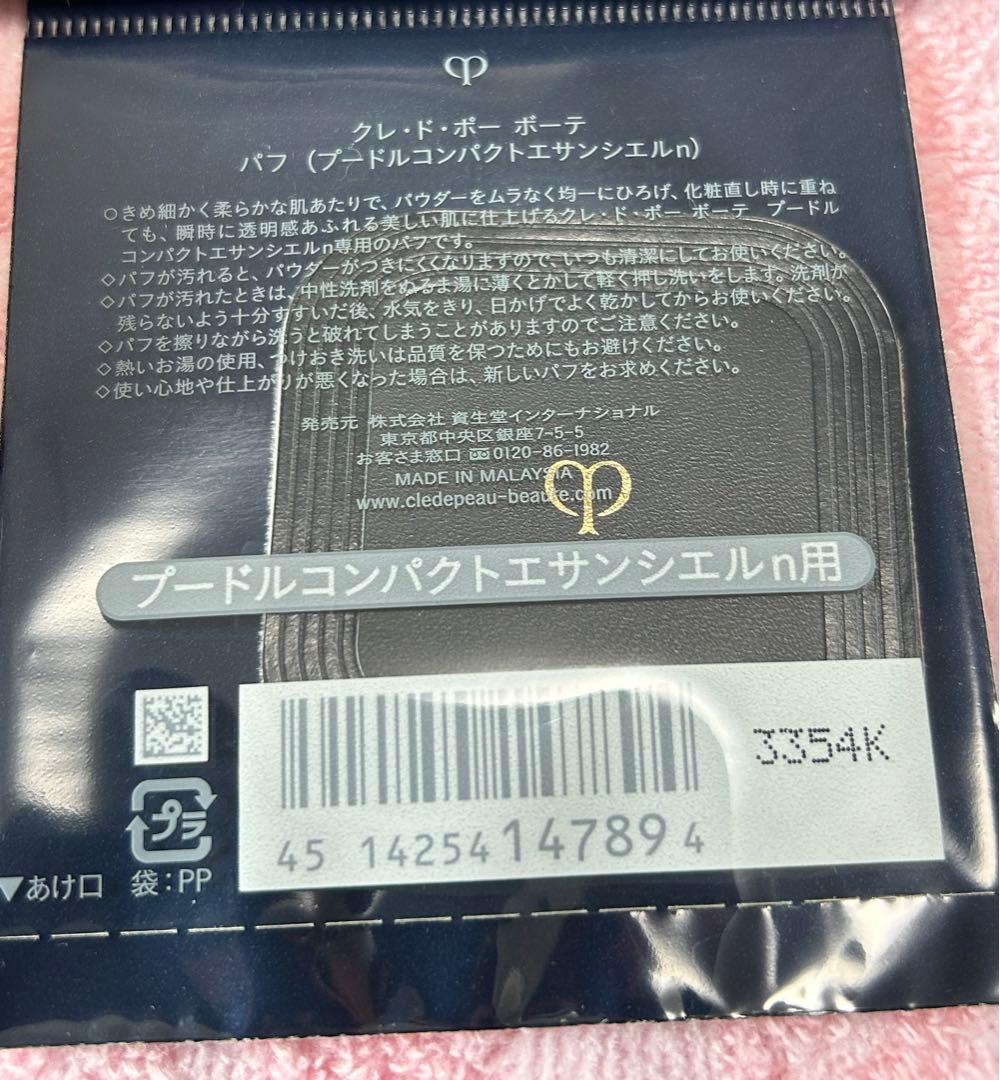 クレ・ド・ポー ボーテ
パフ （プードルコンパクトエサンシエルn）
○きめ細かく柔らかな肌あたりで、パウダーをムラなく均一にひろげ、化粧直し時に重ね
ても、瞬時に透明感あふれる美しい肌に仕上げるクレ・ド・ポー ボーテ プードル
コンパクトエサンシエルn専用のパフです。
◇パフが汚れると、パウダーがつきにくくなりますので、いつも清潔にしてお使いください。
◇パフが汚れたときは、中性洗剤をぬるま湯に薄くとかして軽く押し洗いをします。洗剤が
残らないよう十分すすいだ後、水気をきり、日かげでよく乾かしてからお使いください。
◇パフを擦りながら洗うと破れてしまうことがありますのでご注意ください。
◇熱いお湯の使用、つけおき洗いは品質を保つためにもお避けください。
◇使い心地や仕上がりが悪くなった場合は、新しいパフをお求めください。
発売元 株式会社 資生堂インターナショナル
東京都中央区銀座7-5-5
お客さま窓口 0120-86-1982
MADE IN MALAYSIA
www.cledepeau-beaute.com
プードルコンパクトエサンシエルn用
3354K
プラ
45 14254 14789 4
▼あけ口 袋：PP